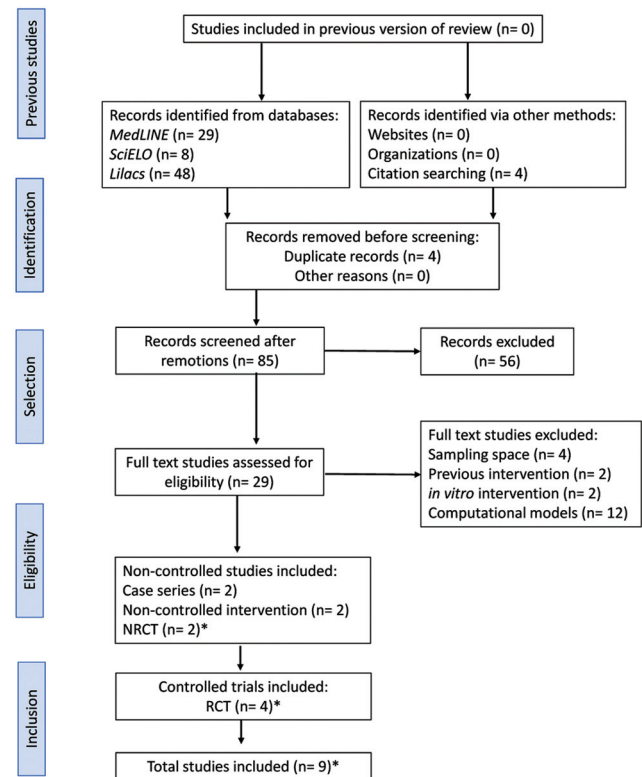 Previous studies
Studies included in previous version of review (n= 0)
Records identified from databases:
MedLINE (n= 29)
SciELO (n= 8)
Lilacs (n= 48)
Records identified via other methods:
Websites (n= 0)
Organizations (n= 0)
Citation searching (n= 4)
Identification
Records removed before screening:
Duplicate records (n= 4)
Other reasons (n= 0)
Selection
Records screened after
remotions (n= 85)
Records excluded
(n= 56)
Full text studies assessed for
eligibility (n= 29)
Full text studies excluded:
Sampling space (n= 4)
Previous intervention (n= 2)
in vitro intervention (n= 2)
Computational models (n= 12)
Eligibility
Non-controlled studies included:
Case series (n= 2)
Non-controlled intervention (n= 2)
NRCT (n= 2)*
Inclusion
Controlled trials included:
RCT (n= 4)*
Total studies included (n= 9)*